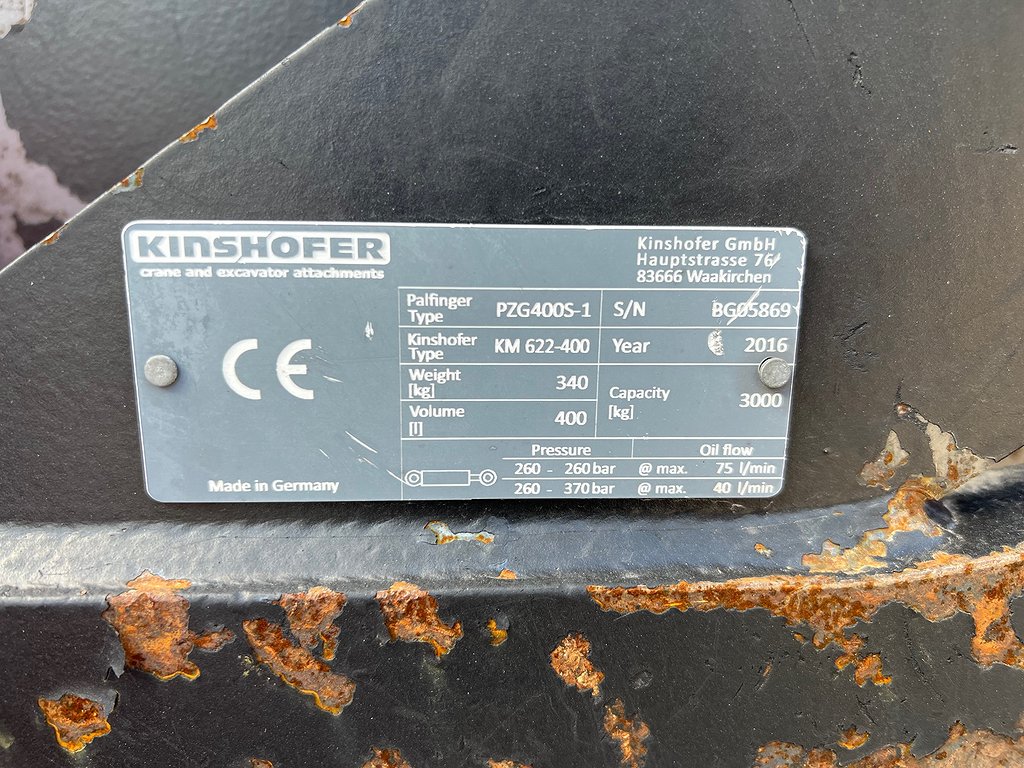 KINSHOFER
crane and excavator attachments
Kinshofer GmbH
Hauptstrasse 76
83666 Waakirchen
Palfinger Type PZG400S-1 S/N BG05869
Kinshofer Type KM 622-400 Year 2016
Weight [kg] 340 Capacity [kg] 3000
Volume [l] 400
CE
Pressure Oil flow
260 - 260 bar @ max. 75 l/min
260 - 370 bar @ max. 40 l/min
Made in Germany